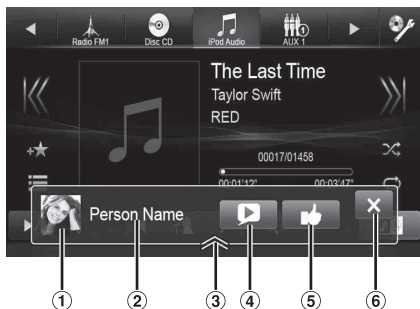 Radio FM1 Disc CD iPod Audio AUX 1
1
The Last Time
Taylor Swift
RED
00017/01458
00:01'12" 00:03'47"
Person Name
1 2 3 4 5 6